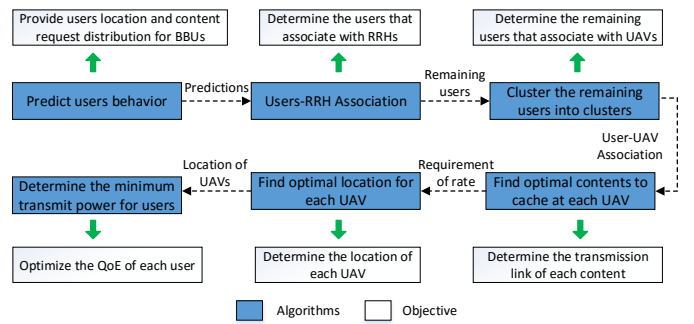 Provide users location and content
request distribution for BBUs
Determine the users that
associate with RRHs
Determine the remaining
users that associate with UAVs
Predict users behavior
Predictions
Users-RRH Association
Remaining
users
Cluster the remaining
users into clusters
User-UAV
Association
Determine the minimum
transmit power for users
Location of
UAVs
Find optimal location for
each UAV
Requirement
of rate
Find optimal contents to
cache at each UAV
Optimize the QoE of each user
Determine the location of
each UAV
Determine the transmission
link of each content
Algorithms
Objective